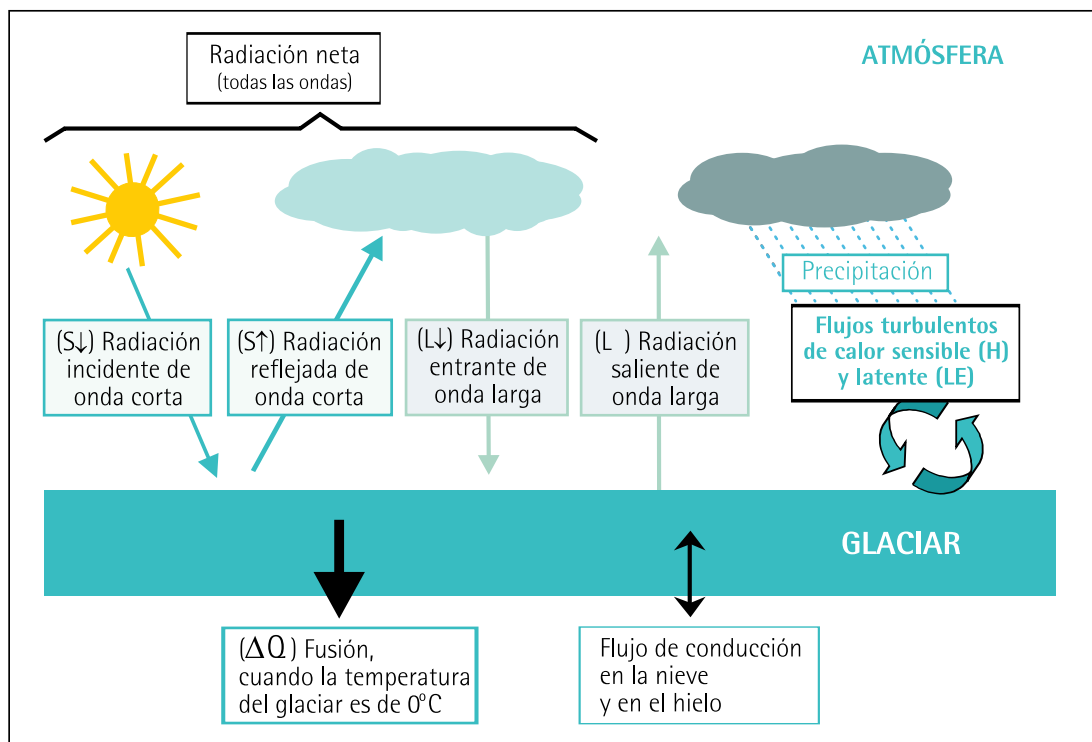 Radiación neta
(todas las ondas)
ATMÓSFERA
Precipitación
(S↓) Radiación
incidente de
onda corta
(S↑) Radiación
reflejada de
onda corta
(L↓) Radiación
entrante de
onda larga
(L ) Radiación
saliente de
onda larga
Flujos turbulentos
de calor sensible (H)
y latente (LE)
GLACIAR
(ΔQ) Fusión,
cuando la temperatura
del glaciar es de 0°C
Flujo de conducción
en la nieve
y en el hielo